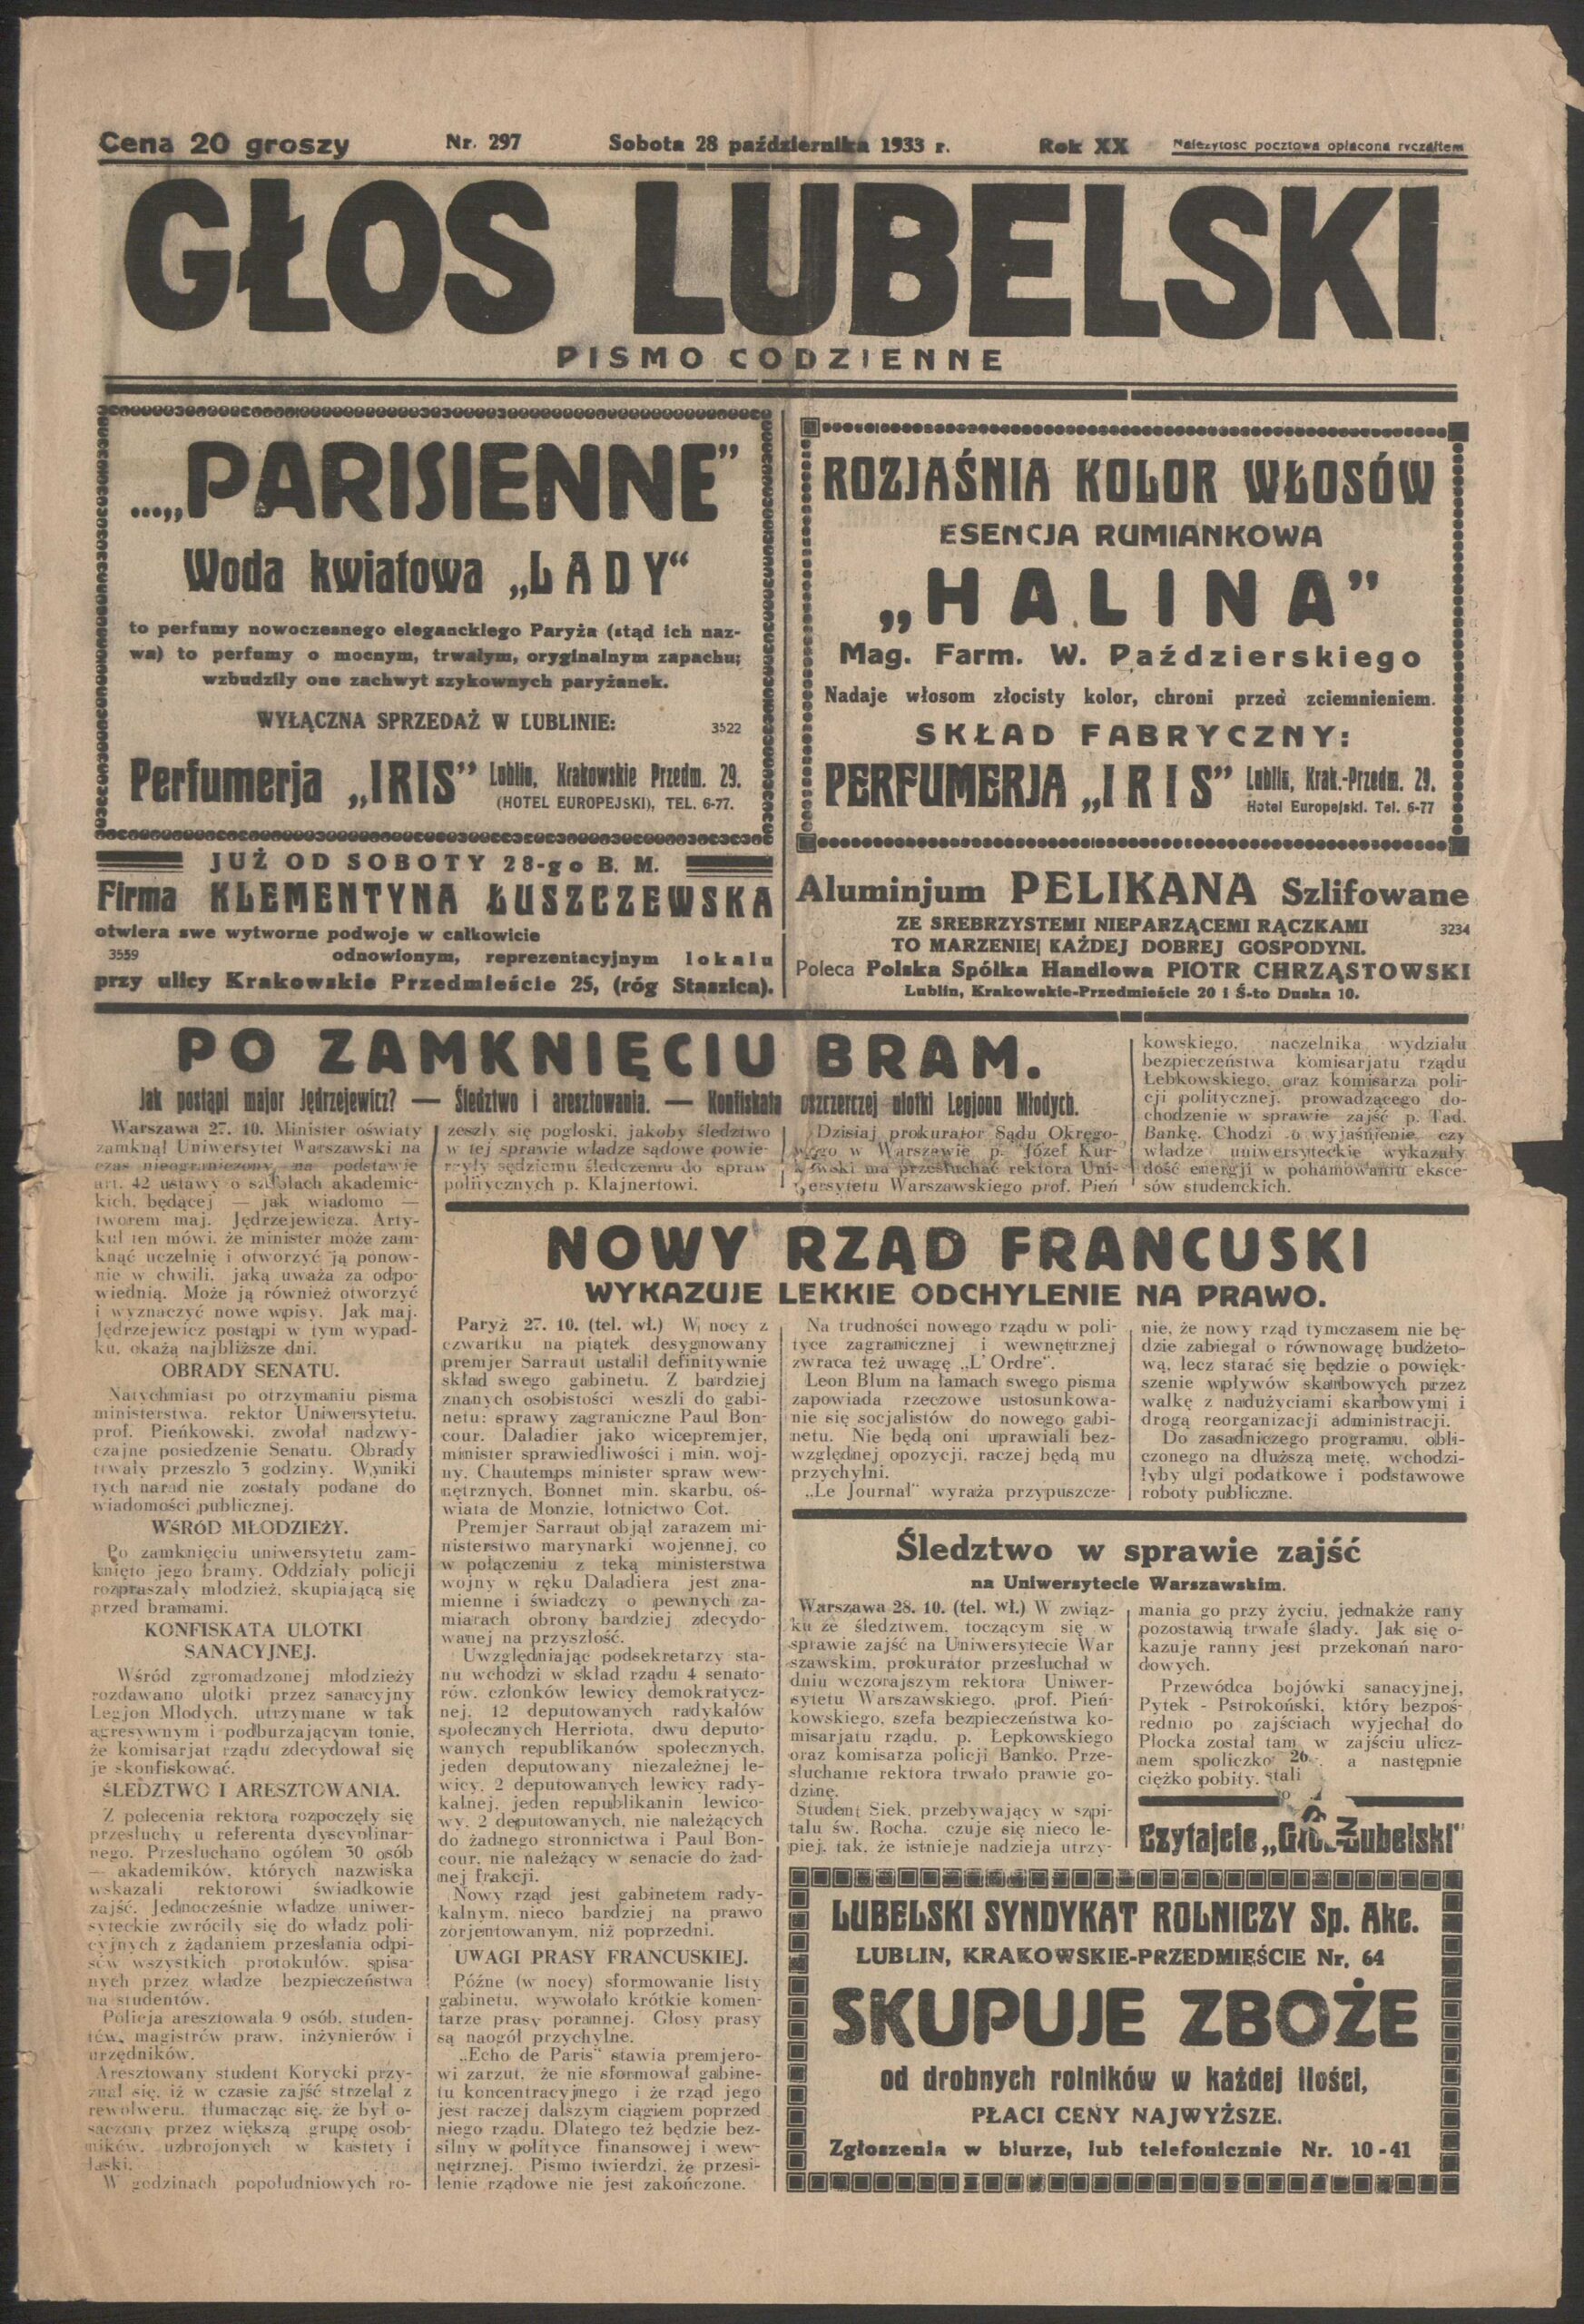 Cena 20 groszy Nr. 297 Sobota 28 października 1933 r. Rok XX Należytość pocztowa opłacona ryczałtem
GŁOS LUBELSKI
PISMO CODZIENNE
...„PARISIENNE”
Woda kwiatowa „LADY“
to perfumy nowoczesnego eleganckiego Paryża (stąd ich naz-
wa) to perfumy o mocnym, trwałym, oryginalnym zapachu;
wzbudziły one zachwyt szykownych paryżanek.
WYŁĄCZNA SPRZEDAŻ W LUBLINIE: 3522
Perfumerja „IRIS” Lublin, Krakowskie Przedm. 29.
(HOTEL EUROPEJSKI), TEL. 6-77.
ROZJAŚNIA KOLOR WŁOSÓW
ESENCJA RUMIANKOWA
„HALINA”
Mag. Farm. W. Paździerskiego
Nadaje włosom złocisty kolor, chroni przed zciemnieniem.
SKŁAD FABRYCZNY:
PERFUMERJA „IRIS” Lublin, Krak.-Przedm. 29.
Hotel Europejski. Tel. 6-77
JUŻ OD SOBOTY 28-go B. M.
Firma KLEMENTYNA ŁUSZCZEWSKA
otwiera swe wytworne podwoje w całkowicie
3559 odnowionym, reprezentacyjnym lokalu
przy ulicy Krakowskie Przedmieście 25, (róg Staszica).
Aluminjum PELIKANA Szlifowane
ZE SREBRZYSTEMI NIEPARZĄCEMI RĄCZKAMI 3234
TO MARZENIE| KAŻDEJ DOBREJ GOSPODYNI.
Poleca Polska Spółka Handlowa PIOTR CHRZĄSTOWSKI
Lublin, Krakowskie-Przedmieście 20 i Ś-to Duska 10.
PO ZAMKNIĘCIU BRAM.
Jak postąpi major Jędrzejewicz? — Śledztwo i aresztowania. — Konfiskata oszczerczej ulotki Legjonu Młodych.
Warszawa 27. 10. Minister oświaty
zamknął Uniwersytet Warszawski na
czas nieograniczony na podstawie
art. 42 ustawy o szkołach akademic-
kich, będącej — jak wiadomo —
tworem maj. Jędrzejewicza. Arty-
kuł ten mówi, że minister może zam-
knąć uczelnię i otworzyć ją ponow-
nie w chwili, jaką uważa za odpo-
wiednią. Może ją również otworzyć
i wyznaczyć nowe wpisy. Jak maj.
Jędrzejewicz postąpi w tym wypad-
ku, okażą najbliższe dni.
OBRADY SENATU.
Natychmiast po otrzymaniu pisma
ministerstwa, rektor Uniwersytetu,
prof. Pieńkowski, zwołał nadzwy-
czajne posiedzenie Senatu. Obrady
trwały przeszło 3 godziny. Wyniki
tych narad nie zostały podane do
wiadomości publicznej.
WŚRÓD MŁODZIEŻY.
Po zamknięciu uniwersytetu zam-
knięto jego bramy. Oddziały policji
rozpraszały młodzież, skupiającą się
przed bramami.
KONFISKATA ULOTKI
SANACYJNEJ.
Wśród zgromadzonej młodzieży
rozdawano ulotki przez sanacyjny
Legjon Młodych, utrzymane w tak
agresywnym i podburzającym tonie,
że komisarjat rządu zdecydował się
je skonfiskować.
ŚLEDZTWO I ARESZTOWANIA.
Z polecenia rektora rozpoczęły się
przesłuchy u referenta dyscyplinar-
nego. Przesłuchano ogółem 30 osób
— akademików, których nazwiska
wskazali rektorowi świadkowie
zajść. Jednocześnie władze uniwer-
syteckie zwróciły się do władz poli-
cyjnych z żądaniem przesłania odpi-
sów wszystkich protokułów, spisa-
nych przez władze bezpieczeństwa
na studentów.
Policja aresztowała 9 osób, studen-
tów, magistrów praw, inżynierów i
urzędników.
Aresztowany student Korycki przy-
znał się, iż w czasie zajść strzelał z
rewolweru, tłumacząc się, że był o-
saczony przez większą grupę osob-
ników, uzbrojonych w kastety i
laski.
W godzinach popołudniowych ro-
zeszły się pogłoski, jakoby śledztwo
w tej sprawie władze sądowe powie-
rzyły sędziemu śledczemu do spraw
politycznych p. Klajnertowi.
Dzisiaj prokurator Sądu Okręgo-
wego w Warszawie p. Józef Kur-
kowski ma przesłuchać rektora Uni-
wersytetu Warszawskiego prof. Pień
kowskiego, naczelnika wydziału
bezpieczeństwa komisarjatu rządu
Łebkowskiego, oraz komisarza poli-
cji politycznej, prowadzącego do-
chodzenie w sprawie zajść p. Tad.
Bankę. Chodzi o wyjaśnienie, czy
władze uniwersyteckie wykazały
dość energji w pohamowaniu eksce-
sów studenckich.
NOWY RZĄD FRANCUSKI
WYKAZUJE LEKKIE ODCHYLENIE NA PRAWO.
Paryż 27. 10. (tel. wł.) W nocy z
czwartku na piątek desygnowany
premjer Sarraut ustalił definitywnie
skład swego gabinetu. Z bardziej
znanych osobistości weszli do gabi-
netu: sprawy zagraniczne Paul Bon-
cour. Daladier jako wicepremjer,
minister sprawiedliwości i min. woj-
ny, Chautemps minister spraw wew-
nętrznych, Bonnet min. skarbu, oś-
wiata de Monzie, lotnictwo Cot.
Premjer Sarraut objął zarazem mi-
nisterstwo marynarki wojennej, co
w połączeniu z teką ministerstwa
wojny w ręku Daladiera jest zna-
mienne i świadczy o pewnych za-
miarach obrony bardziej zdecydo-
wanej na przyszłość.
Uwzględniając podsekretarzy sta-
nu wchodzi w skład rządu 4 senato-
rów, członków lewicy demokratycz-
nej, 12 deputowanych radykałów
społecznych Herriota, dwu deputo-
wanych republikanów społecznych,
jeden deputowany niezależnej le-
wicy, 2 deputowanych lewicy rady-
kalnej, jeden republikanin lewico-
wy, 2 deputowanych, nie należących
do żadnego stronnictwa i Paul Bon-
cour, nie należący w senacie do żad-
nej frakcji.
Nowy rząd jest gabinetem rady-
kalnym, nieco bardziej na prawo
zorjentowanym, niż poprzedni.
UWAGI PRASY FRANCUSKIEJ.
Późne (w nocy) sformowanie listy
gabinetu, wywołało krótkie komen-
tarze prasy porannej. Głosy prasy
są naogół przychylne.
„Echo de Paris“ stawia premjero-
wi zarzut, że nie sformował gabine-
tu koncentracyjnego i że rząd jego
jest raczej dalszym ciągiem poprzed
niego rządu. Dlatego też będzie bez-
silny w polityce finansowej i wew-
nętrznej. Pismo twierdzi, że przesi-
lenie rządowe nie jest zakończone.
Na trudności nowego rządu w poli-
tyce zagranicznej i wewnętrznej
zwraca też uwagę „L'Ordre“.
Leon Blum na łamach swego pisma
zapowiada rzeczowe ustosunkowa-
nie się socjalistów do nowego gabi-
netu. Nie będą oni uprawiali bez-
względnej opozycji, raczej będą mu
przychylni.
„Le Journal“ wyraża przypuszcze-
nie, że nowy rząd tymczasem nie bę-
dzie zabiegał o równowagę budżeto-
wą, lecz starać się będzie o powięk-
szenie wpływów skarbowych przez
walkę z nadużyciami skarbowymi i
drogą reorganizacji administracji.
Do zasadniczego programu, obli-
czonego na dłuższą metę, wchodzi-
łyby ulgi podatkowe i podstawowe
roboty publiczne.
Śledztwo w sprawie zajść
na Uniwersytecie Warszawskim.
Warszawa 28. 10. (tel. wł.) W związ-
ku ze śledztwem, toczącym się w
sprawie zajść na Uniwersytecie War
szawskim, prokurator przesłuchał w
dniu wczorajszym rektora Uniwer-
sytetu Warszawskiego, prof. Pień-
kowskiego, szefa bezpieczeństwa ko-
misarjatu rządu, p. Łepkowskiego
oraz komisarza policji Banko. Prze-
słuchanie rektora trwało prawie go-
dzinę.
Student Siek, przebywający w szpi-
talu św. Rocha, czuje się nieco le-
piej, tak, że istnieje nadzieja utrzy-
mania go przy życiu, jednakże rany
pozostawią trwałe ślady. Jak się o-
kazuje ranny jest przekonań naro-
dowych.
Przewódca bojówki sanacyjnej,
Pytek - Pstrokoński, który bezpoś-
rednio po zajściach wyjechał do
Płocka został tam w zajściu ulicz-
nem spoliczko a następnie
ciężko pobity.
Czytajcie „Głos Lubelski”
LUBELSKI SYNDYKAT ROLNICZY Sp. Akc.
LUBLIN, KRAKOWSKIE-PRZEDMIEŚCIE Nr. 64
SKUPUJE ZBOŻE
od drobnych rolników w każdej ilości,
PŁACI CENY NAJWYŻSZE.
Zgłoszenia w biurze, lub telefonicznie Nr. 10-41